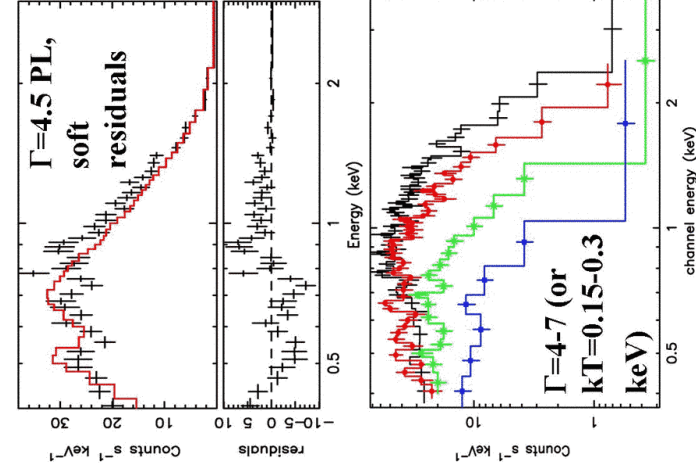 Γ=4.5 PL,
soft
residuals
Counts s⁻¹ keV⁻¹
30
20
10
residuals
10
5
0
−5
−10
0.5
1
2
Energy (keV)
Γ=4-7 (or
kT=0.15-0.3
keV)
Counts s⁻¹ keV⁻¹
10
1
0.5
1
2
channel energy (keV)